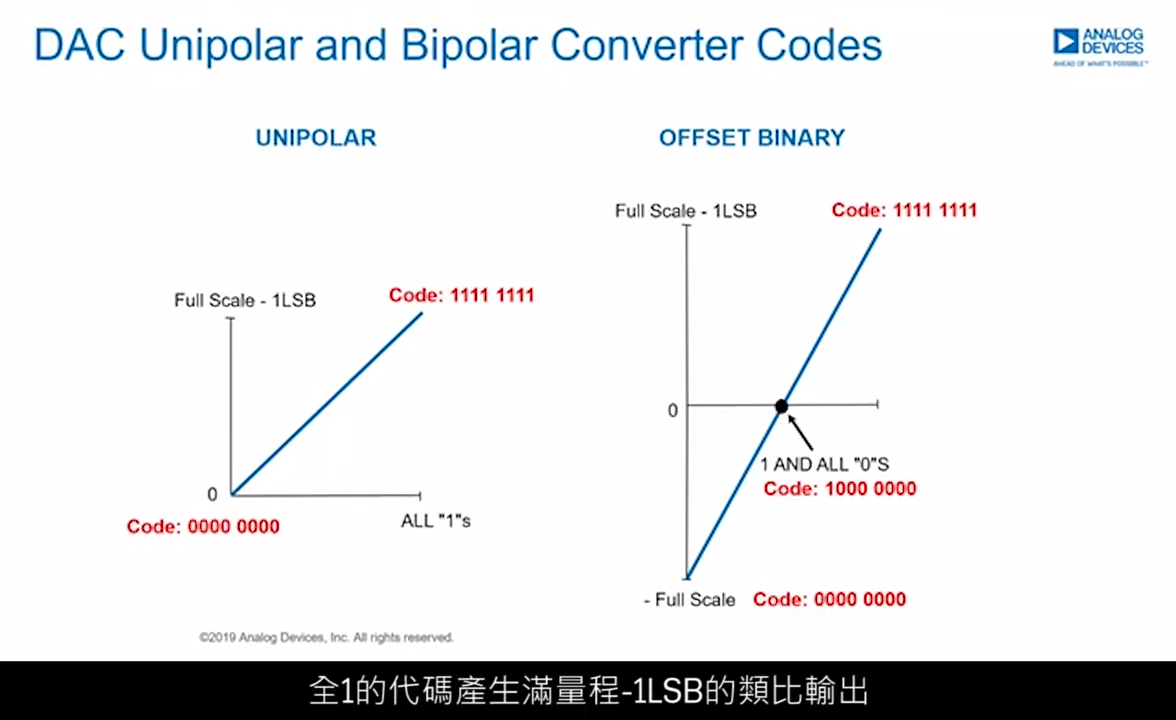 DAC Unipolar and Bipolar Converter Codes
ANALOG
DEVICES
AHEAD OF WHAT'S POSSIBLE™
UNIPOLAR
Full Scale - 1LSB
Code: 1111 1111
0
Code: 0000 0000
ALL "1"s
OFFSET BINARY
Full Scale - 1LSB
Code: 1111 1111
0
1 AND ALL "0"S
Code: 1000 0000
- Full Scale
Code: 0000 0000
©2019 Analog Devices, Inc. All rights reserved.
全1的代碼產生滿量程-1LSB的類比輸出